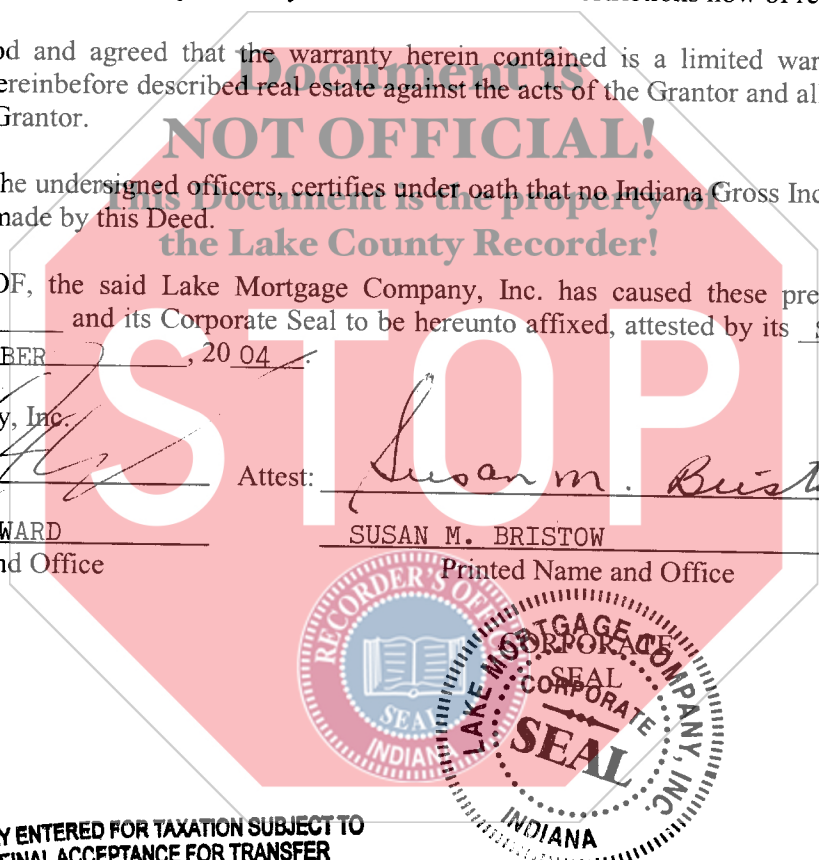 od and agreed that the warranty herein contained is a limited war
ereinbefore described real estate against the acts of the Grantor and al
Grantor.
Document is
NOT OFFICIAL!
This Document is the property of
the Lake County Recorder!
he undersigned officers, certifies under oath that no Indiana Gross Inc
made by this Deed.
OF, the said Lake Mortgage Company, Inc. has caused these pre
and its Corporate Seal to be hereunto affixed, attested by its S
BER , 20 04 .
STOP
y, Inc.
Attest: Susan M. Brist
WARD SUSAN M. BRISTOW
nd Office Printed Name and Office
RECORDER'S OFFICE
SEAL
INDIANA
CORPORATE
SEAL
LAKE MORTGAGE COMPANY, INC.
CORPORATE
SEAL
INDIANA
Y ENTERED FOR TAXATION SUBJECT TO
FINAL ACCEPTANCE FOR TRANSFER